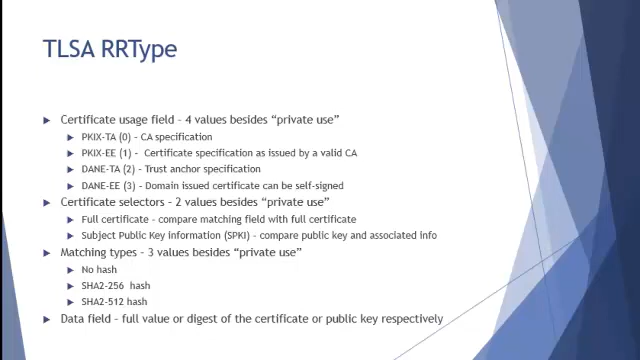 TLSA RRType
Certificate usage field – 4 values besides “private use”
PKIX-TA (0) – CA specification
PKIX-EE (1) – Certificate specification as issued by a valid CA
DANE-TA (2) – Trust anchor specification
DANE-EE (3) – Domain issued certificate can be self-signed
Certificate selectors – 2 values besides “private use”
Full certificate – compare matching field with full certificate
Subject Public Key information (SPKI) – compare public key and associated info
Matching types – 3 values besides “private use”
No hash
SHA2-256 hash
SHA2-512 hash
Data field – full value or digest of the certificate or public key respectively